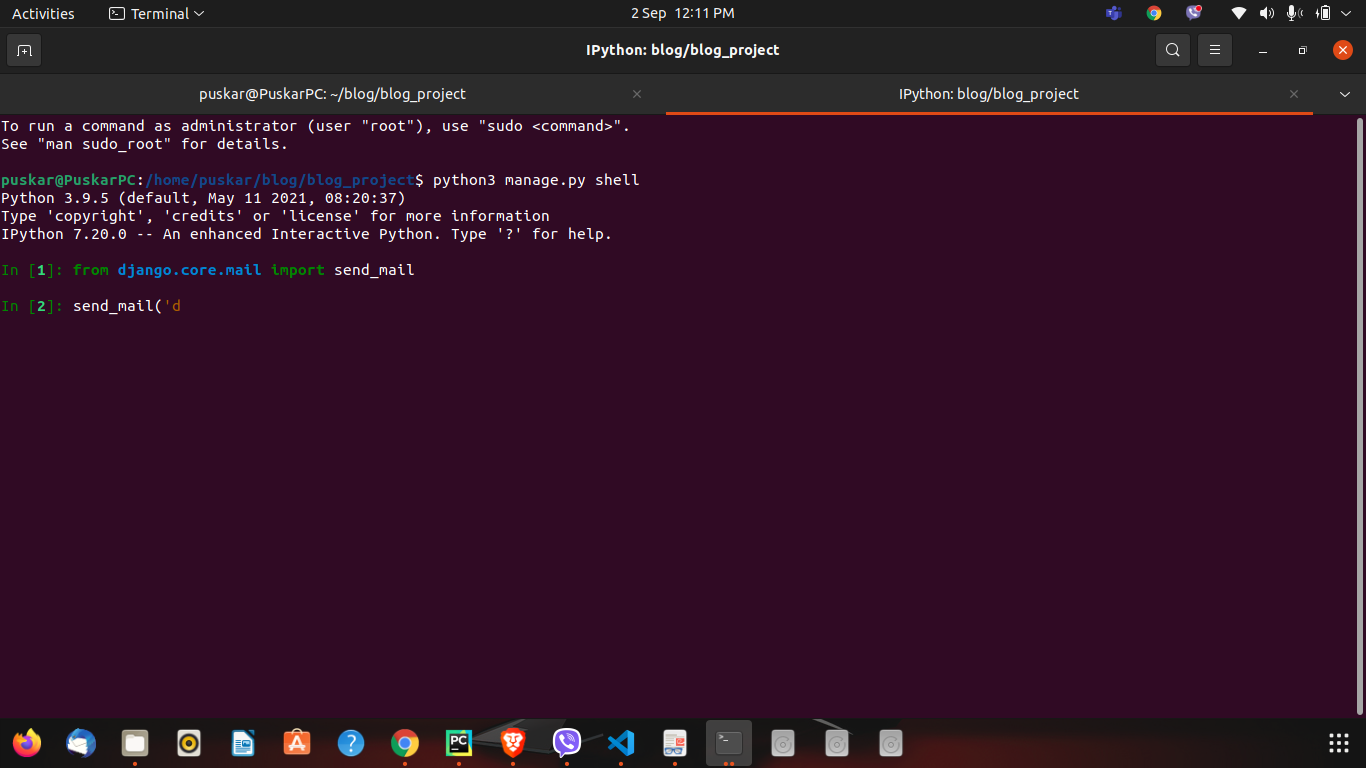 Activities
Terminal
2 Sep 12:11 PM
IPython: blog/blog_project
puskar@PuskarPC: ~/blog/blog_project
IPython: blog/blog_project
To run a command as administrator (user "root"), use "sudo <command>".
See "man sudo_root" for details.
puskar@PuskarPC:/home/puskar/blog/blog_project$ python3 manage.py shell
Python 3.9.5 (default, May 11 2021, 08:20:37)
Type 'copyright', 'credits' or 'license' for more information
IPython 7.20.0 -- An enhanced Interactive Python. Type '?' for help.
In [1]: from django.core.mail import send_mail
In [2]: send_mail('d
PC